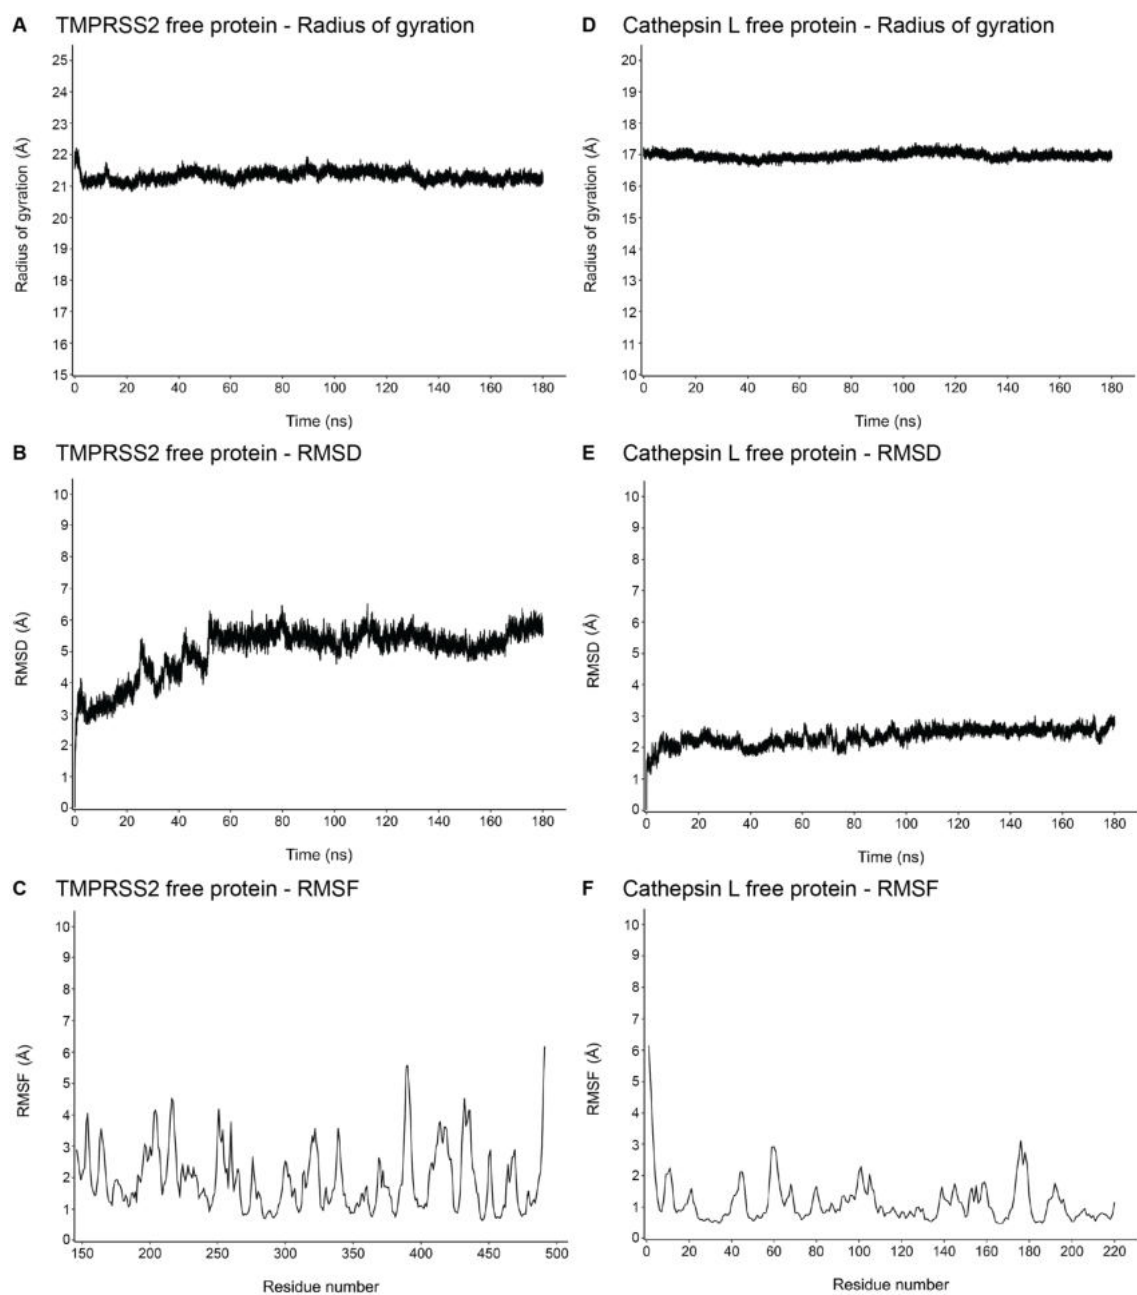 A TMPRSS2 free protein - Radius of gyration
25
24
23
22
21
20
19
18
17
16
15
Radius of gyration (Å)
0 20 40 60 80 100 120 140 160 180
Time (ns)
D Cathepsin L free protein - Radius of gyration
20
19
18
17
16
15
14
13
12
11
10
Radius of gyration (Å)
0 20 40 60 80 100 120 140 160 180
Time (ns)
B TMPRSS2 free protein - RMSD
10
9
8
7
6
5
4
3
2
1
0
RMSD (Å)
0 20 40 60 80 100 120 140 160 180
Time (ns)
E Cathepsin L free protein - RMSD
10
9
8
7
6
5
4
3
2
1
0
RMSD (Å)
0 20 40 60 80 100 120 140 160 180
Time (ns)
C TMPRSS2 free protein - RMSF
10
9
8
7
6
5
4
3
2
1
0
RMSF (Å)
150 200 250 300 350 400 450 500
Residue number
F Cathepsin L free protein - RMSF
10
9
8
7
6
5
4
3
2
1
0
RMSF (Å)
0 20 40 60 80 100 120 140 160 180 200 220
Residue number